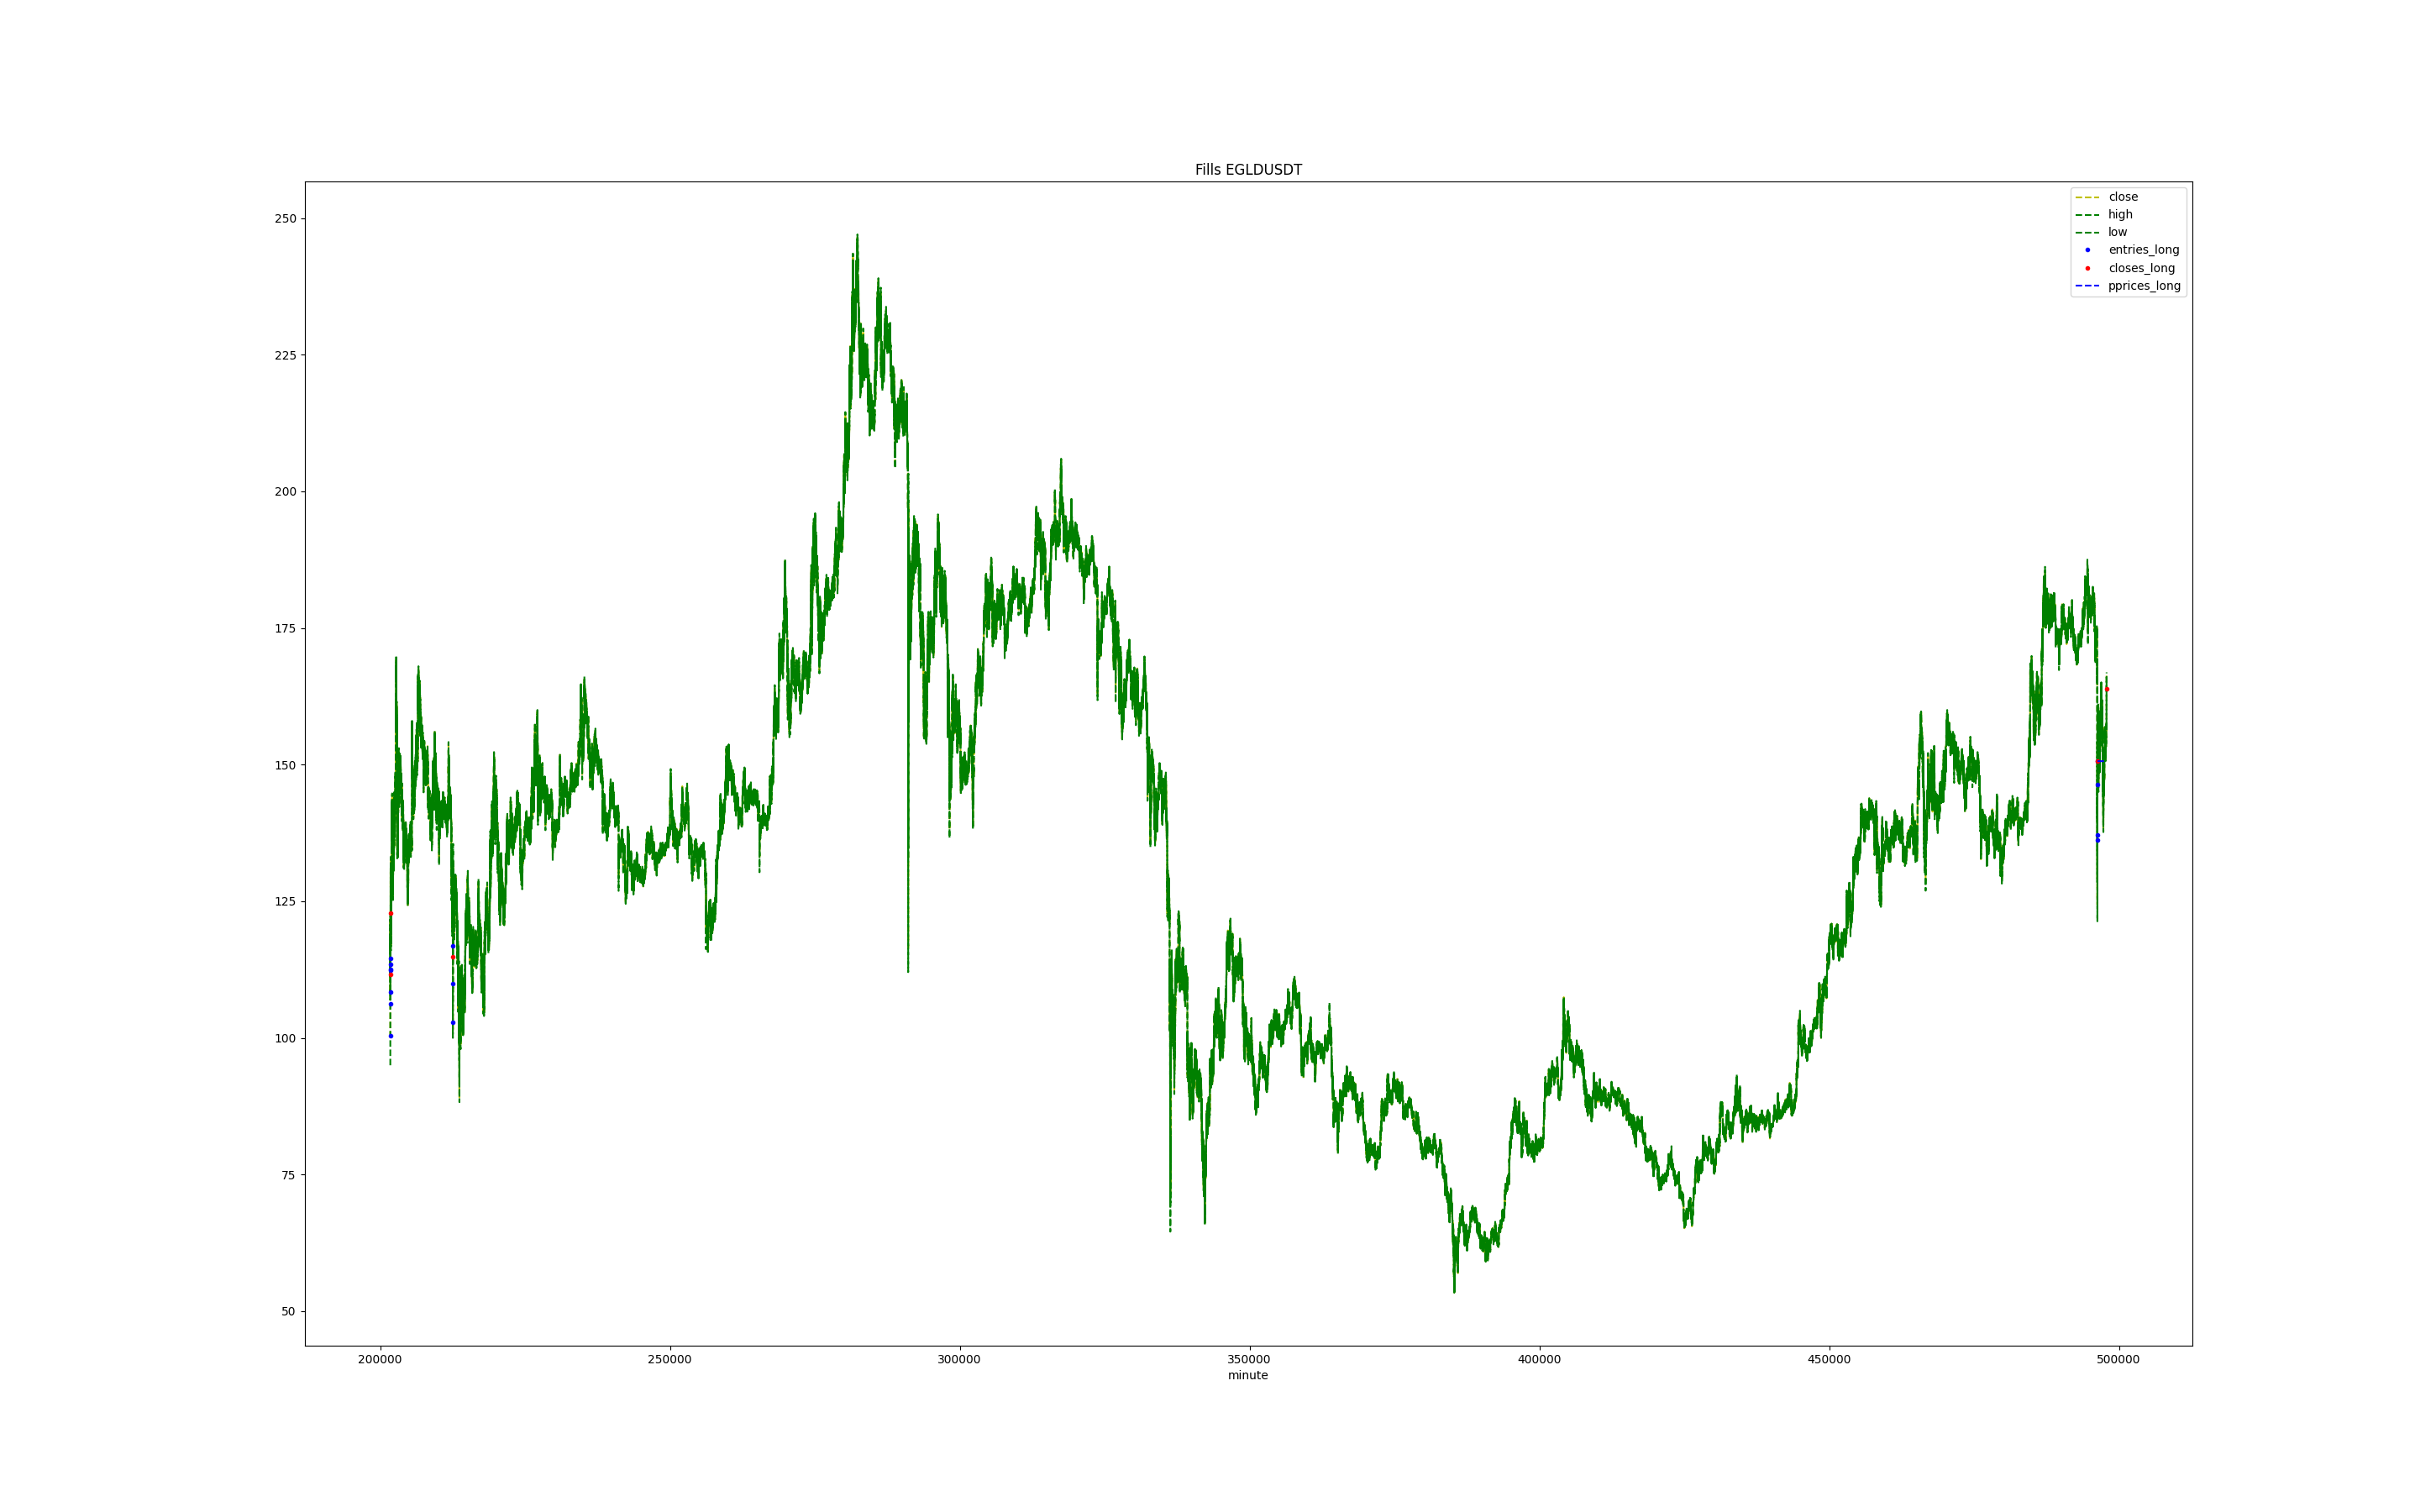 Fills EGLDUSDT
close
high
low
entries_long
closes_long
pprices_long
250
225
200
175
150
125
100
75
50
200000 250000 300000 350000 400000 450000 500000
minute